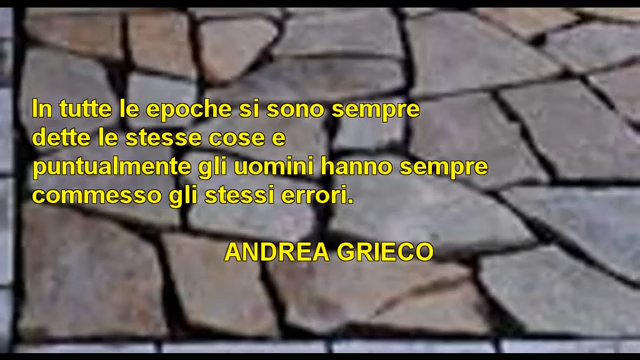 In tutte le epoche si sono sempre
dette le stesse cose e
puntualmente gli uomini hanno sempre
commesso gli stessi errori.
ANDREA GRIECO